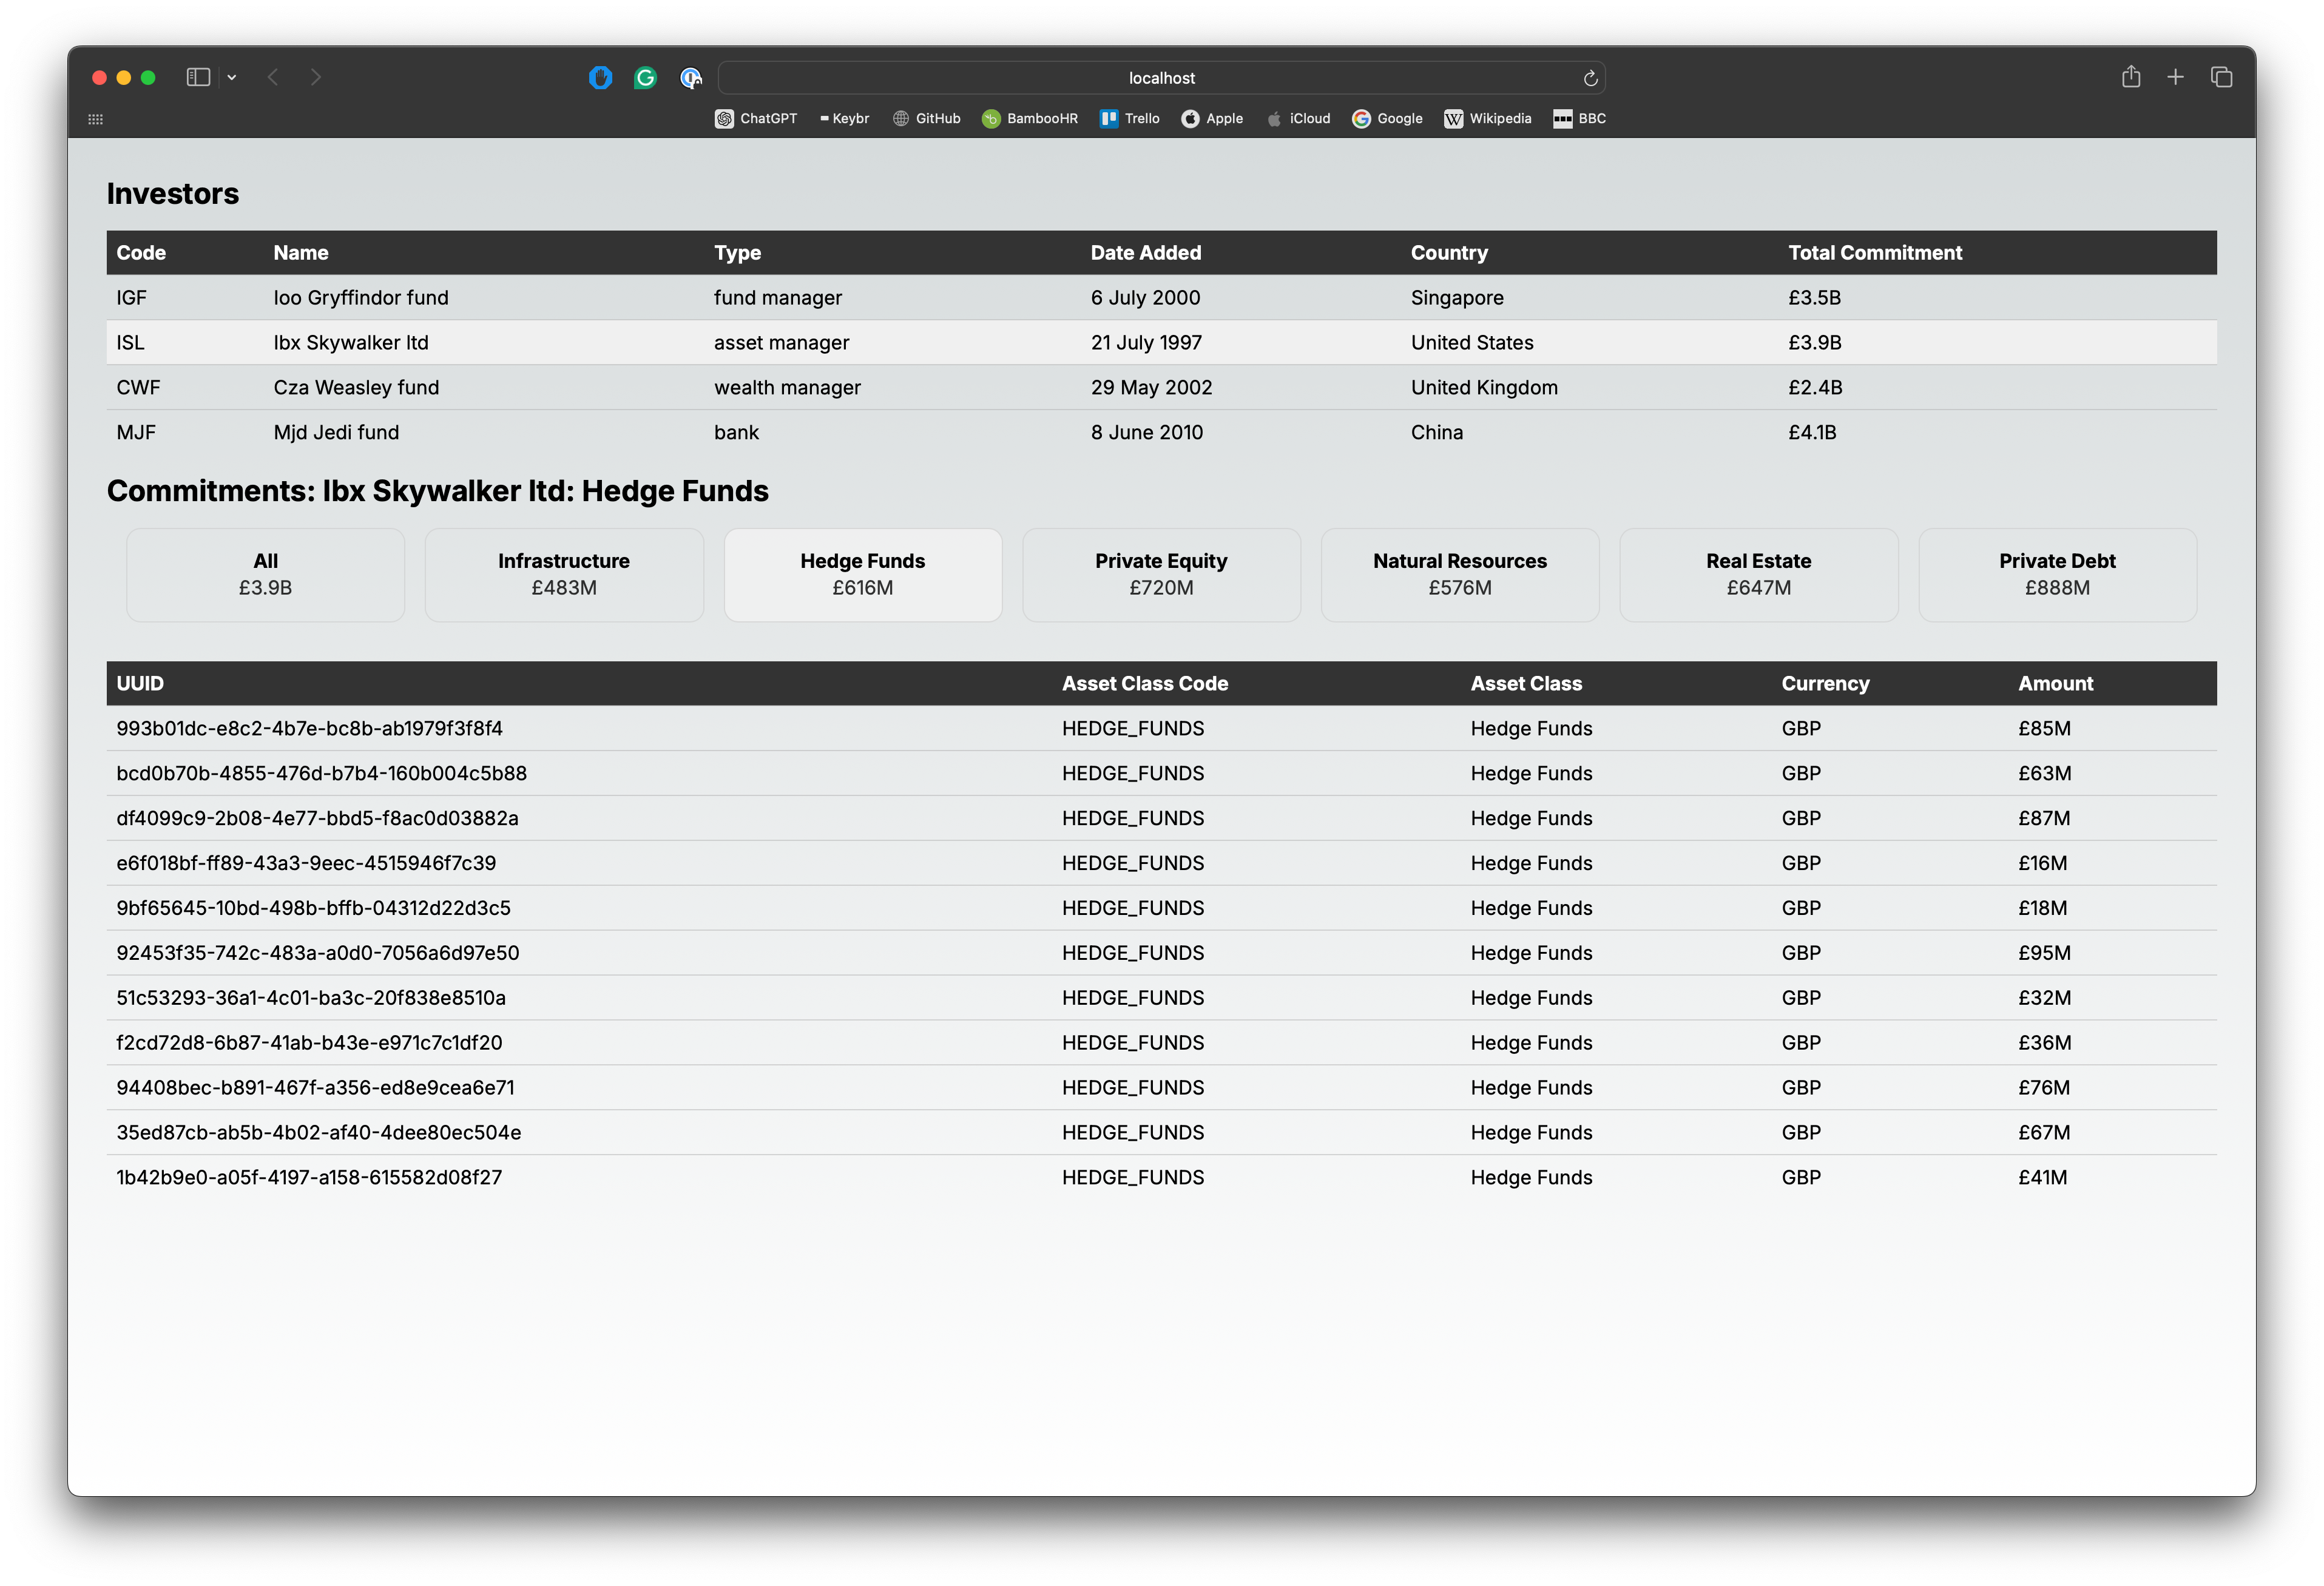 localhost
ChatGPT Keybr GitHub BambooHR Trello Apple iCloud Google Wikipedia BBC
Investors
Code Name Type Date Added Country Total Commitment
IGF Ioo Gryffindor fund fund manager 6 July 2000 Singapore £3.5B
ISL Ibx Skywalker ltd asset manager 21 July 1997 United States £3.9B
CWF Cza Weasley fund wealth manager 29 May 2002 United Kingdom £2.4B
MJF Mjd Jedi fund bank 8 June 2010 China £4.1B
Commitments: Ibx Skywalker ltd: Hedge Funds
All Infrastructure Hedge Funds Private Equity Natural Resources Real Estate Private Debt
£3.9B £483M £616M £720M £576M £647M £888M
UUID Asset Class Code Asset Class Currency Amount
993b01dc-e8c2-4b7e-bc8b-ab1979f3f8f4 HEDGE_FUNDS Hedge Funds GBP £85M
bcd0b70b-4855-476d-b7b4-160b004c5b88 HEDGE_FUNDS Hedge Funds GBP £63M
df4099c9-2b08-4e77-bbd5-f8ac0d03882a HEDGE_FUNDS Hedge Funds GBP £87M
e6f018bf-ff89-43a3-9eec-4515946f7c39 HEDGE_FUNDS Hedge Funds GBP £16M
9bf65645-10bd-498b-bffb-04312d22d3c5 HEDGE_FUNDS Hedge Funds GBP £18M
92453f35-742c-483a-a0d0-7056a6d97e50 HEDGE_FUNDS Hedge Funds GBP £95M
51c53293-36a1-4c01-ba3c-20f838e8510a HEDGE_FUNDS Hedge Funds GBP £32M
f2cd72d8-6b87-41ab-b43e-e971c7c1df20 HEDGE_FUNDS Hedge Funds GBP £36M
94408bec-b891-467f-a356-ed8e9cea6e71 HEDGE_FUNDS Hedge Funds GBP £76M
35ed87cb-ab5b-4b02-af40-4dee80ec504e HEDGE_FUNDS Hedge Funds GBP £67M
1b42b9e0-a05f-4197-a158-615582d08f27 HEDGE_FUNDS Hedge Funds GBP £41M